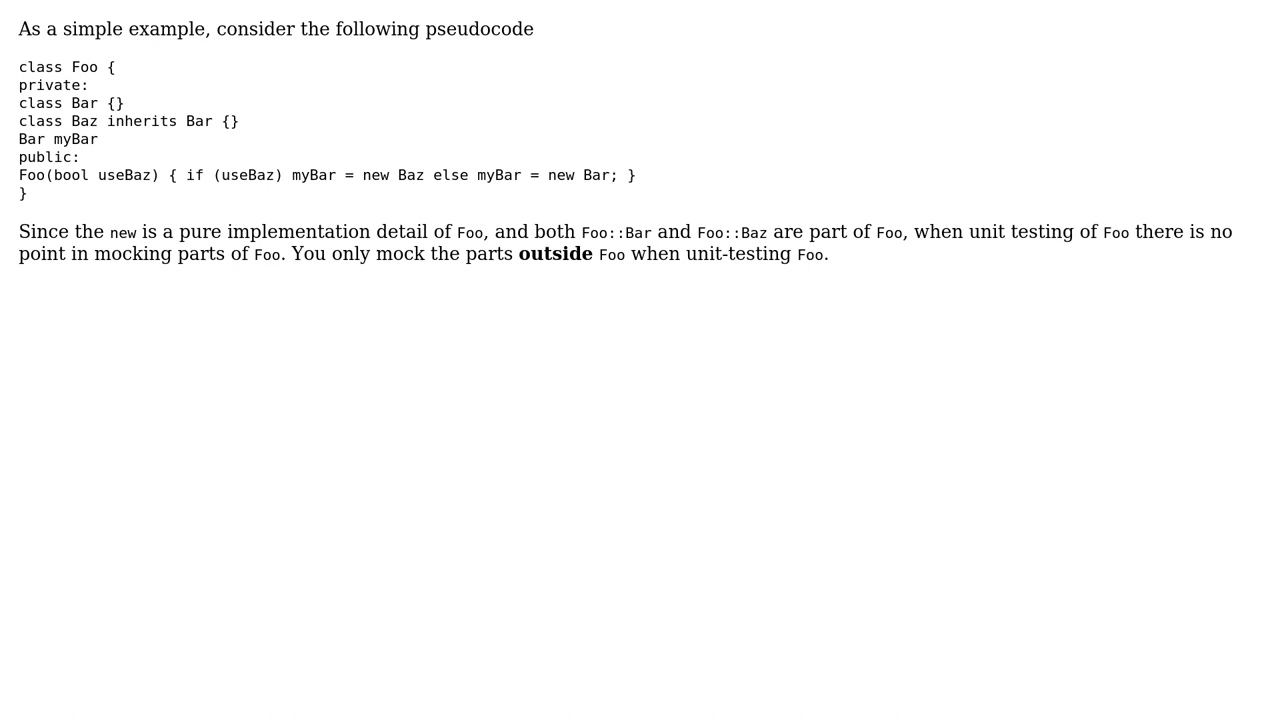 As a simple example, consider the following pseudocode
class Foo {
private:
class Bar {}
class Baz inherits Bar {}
Bar myBar
public:
Foo(bool useBaz) { if (useBaz) myBar = new Baz else myBar = new Bar; }
}
Since the new is a pure implementation detail of Foo, and both Foo::Bar and Foo::Baz are part of Foo, when unit testing of Foo there is no
point in mocking parts of Foo. You only mock the parts outside Foo when unit-testing Foo.